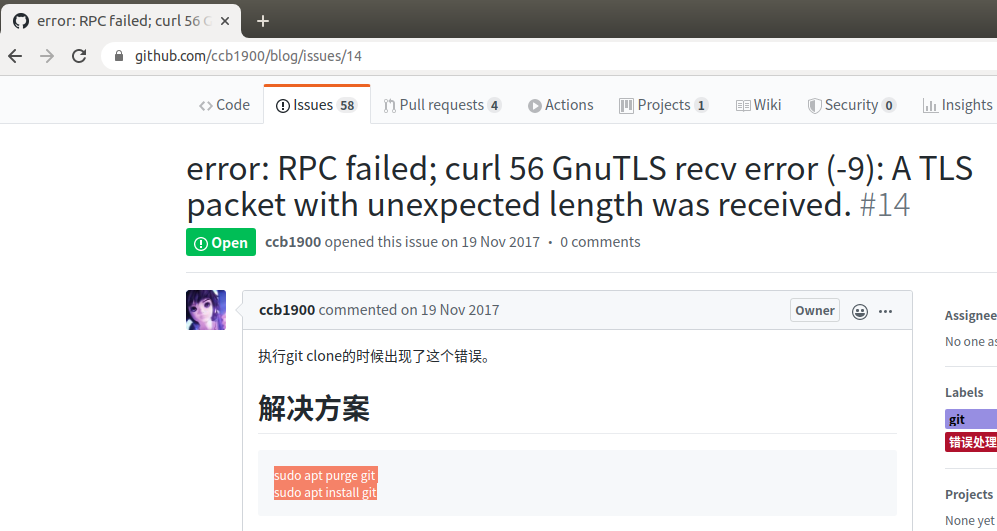 error: RPC failed; curl 56 G
github.com/ccb1900/blog/issues/14
Code Issues 58 Pull requests 4 Actions Projects 1 Wiki Security 0 Insights
error: RPC failed; curl 56 GnuTLS recv error (-9): A TLS
packet with unexpected length was received. #14
Open ccb1900 opened this issue on 19 Nov 2017 • 0 comments
ccb1900 commented on 19 Nov 2017 Owner
Assignee
执行git clone的时候出现了这个错误。
No one as
解决方案
Labels
git
错误处理
sudo apt purge git
sudo apt install git
Projects
None yet